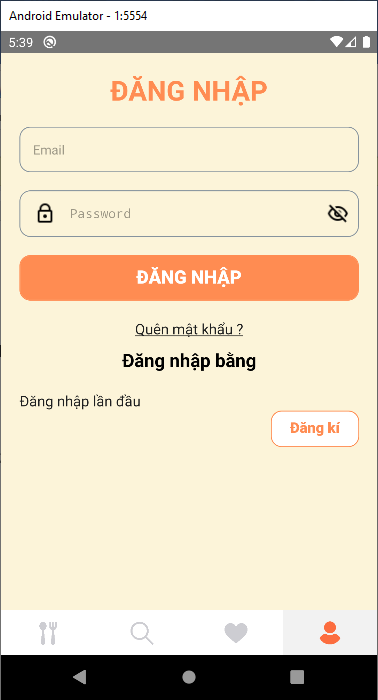 Android Emulator - 1:5554
5:39
ĐĂNG NHẬP
Email
Password
ĐĂNG NHẬP
Quên mật khẩu ?
Đăng nhập bằng
Đăng nhập lần đầu
Đăng kí